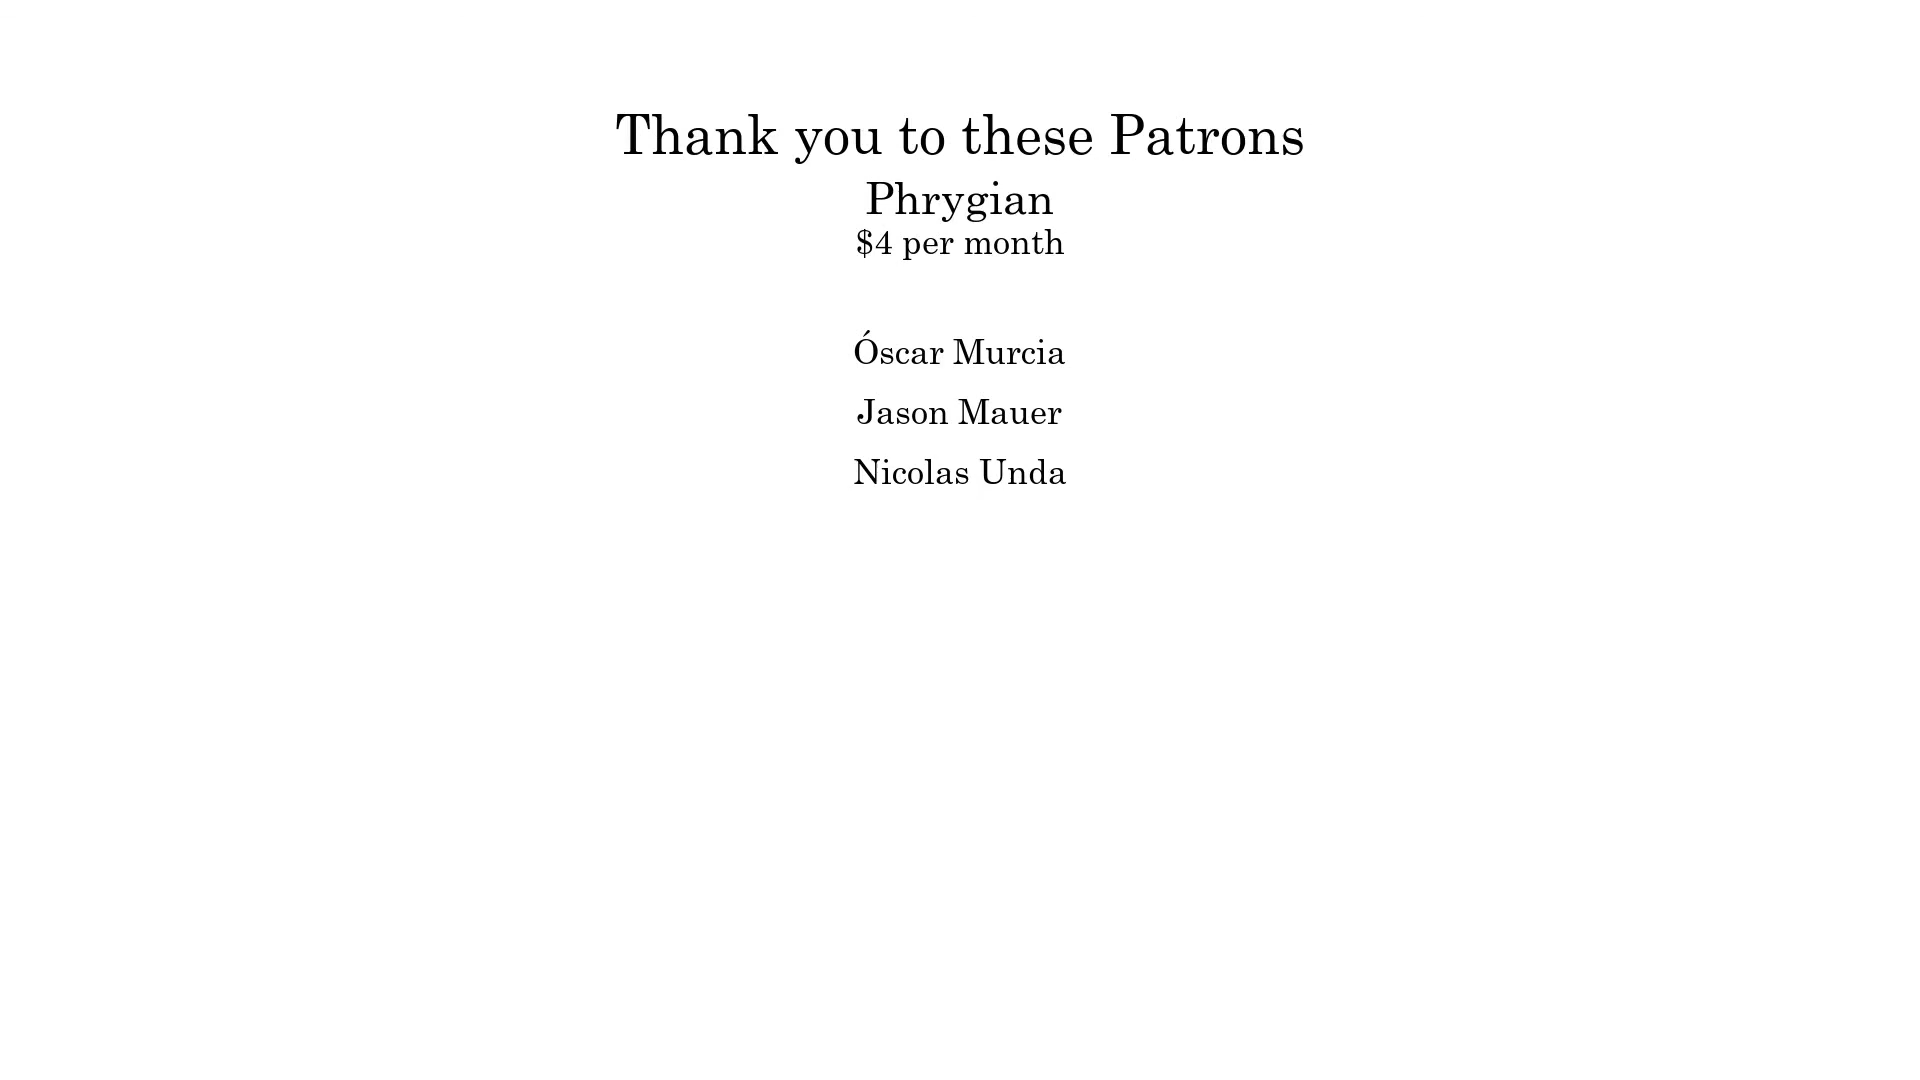 Thank you to these Patrons
Phrygian
$4 per month
Óscar Murcia
Jason Mauer
Nicolas Unda